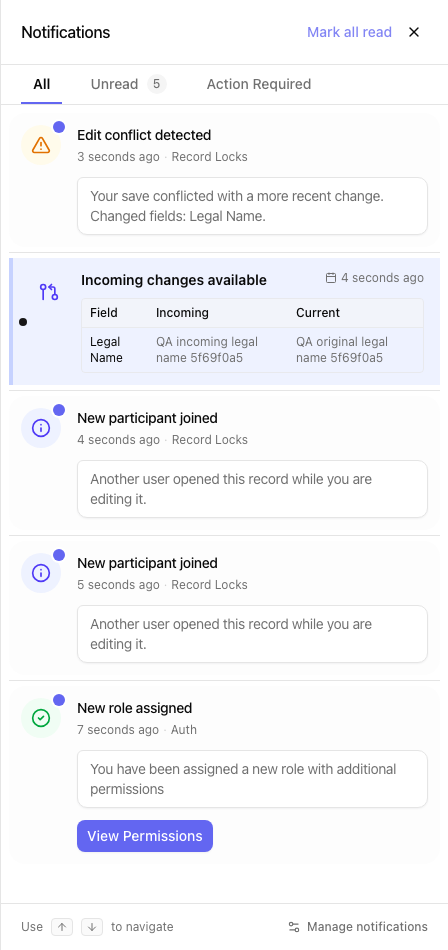 Notifications
Mark all read
All
Unread 5
Action Required
Edit conflict detected
3 seconds ago · Record Locks
Your save conflicted with a more recent change.
Changed fields: Legal Name.
Incoming changes available
4 seconds ago
Field Incoming Current
Legal Name
QA incoming legal name 5f69f0a5
QA original legal name 5f69f0a5
New participant joined
4 seconds ago · Record Locks
Another user opened this record while you are
editing it.
New participant joined
5 seconds ago · Record Locks
Another user opened this record while you are
editing it.
New role assigned
7 seconds ago · Auth
You have been assigned a new role with additional
permissions
View Permissions
Use ↑ ↓ to navigate
Manage notifications